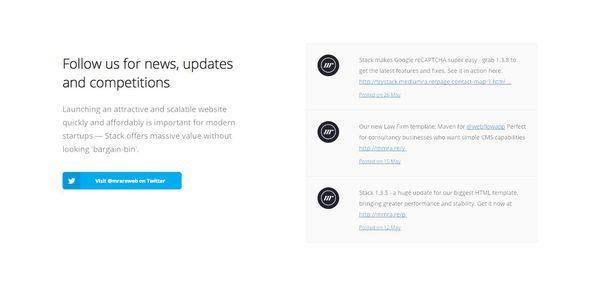 Follow us for news, updates
and competitions
Launching an attractive and scalable website
quickly and affordably is important for modern
startups — Stack offers massive value without
looking 'bargain-bin'.
Visit @mrareweb on Twitter
Stack makes Google reCAPTCHA super easy - grab 1.3.8 to
get the latest features and fixes. See it in action here:
http://trystack.mediumra.re/page-contact-map-1.html ...
Posted on 26 May
Our new Law Firm template: Maven for @webflowapp Perfect
for consultancy businesses who want simple CMS capabilities
http://mmra.re/y
Posted on 15 May
Stack 1.3.5 - a huge update for our biggest HTML template,
bringing greater performance and stability. Get it now at
http://mmra.re/p
Posted on 12 May